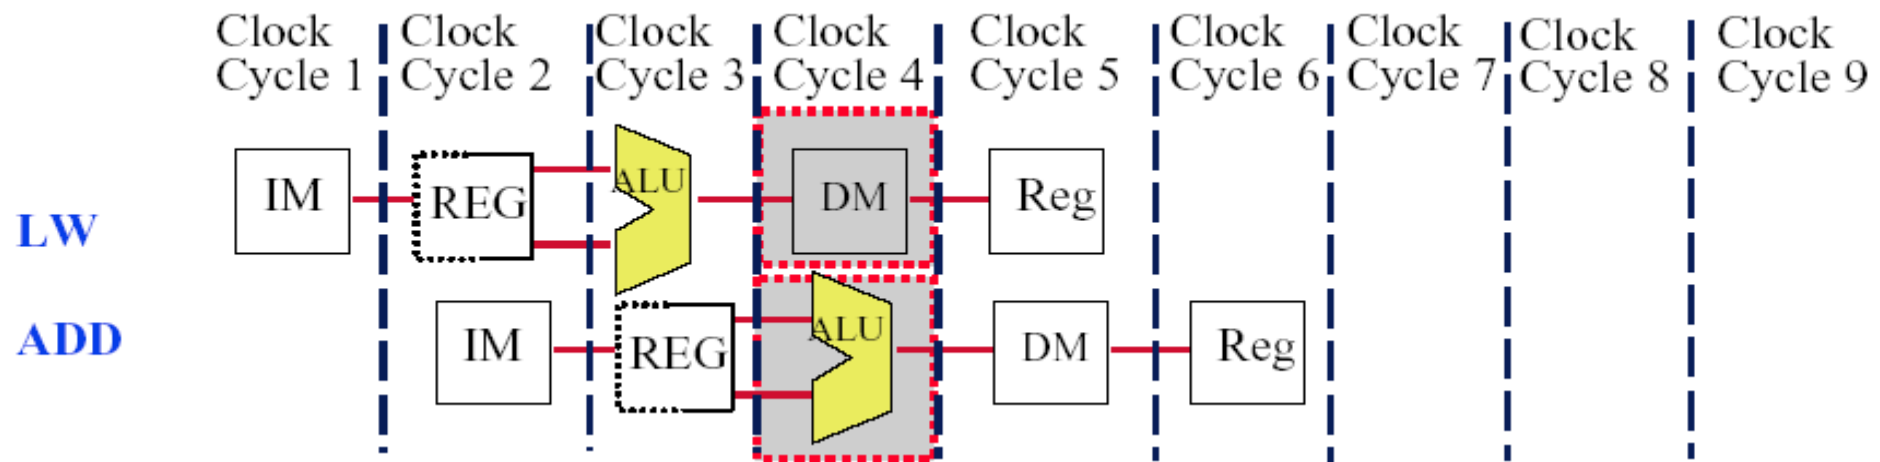 Clock Clock Clock Clock Clock Clock Clock Clock Clock
Cycle 1 Cycle 2 Cycle 3 Cycle 4 Cycle 5 Cycle 6 Cycle 7 Cycle 8 Cycle 9
LW IM REG ALU DM Reg
ADD IM REG ALU DM Reg